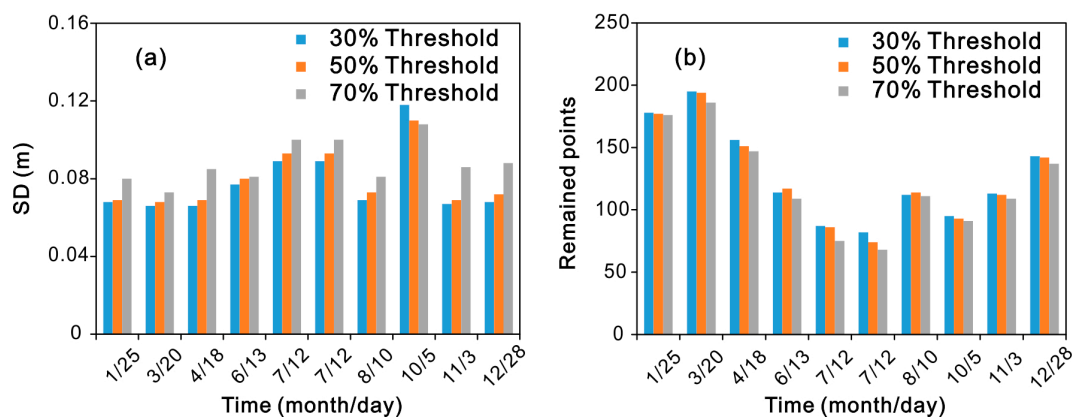 0.16
(a)
30% Threshold
50% Threshold
70% Threshold
0.12
0.08
0.04
0
SD (m)
1/25
3/20
4/18
6/13
7/12
7/12
8/10
10/5
11/3
12/28
Time (month/day)
250
(b)
30% Threshold
50% Threshold
70% Threshold
200
150
100
50
0
Remained points
1/25
3/20
4/18
6/13
7/12
7/12
8/10
10/5
11/3
12/28
Time (month/day)